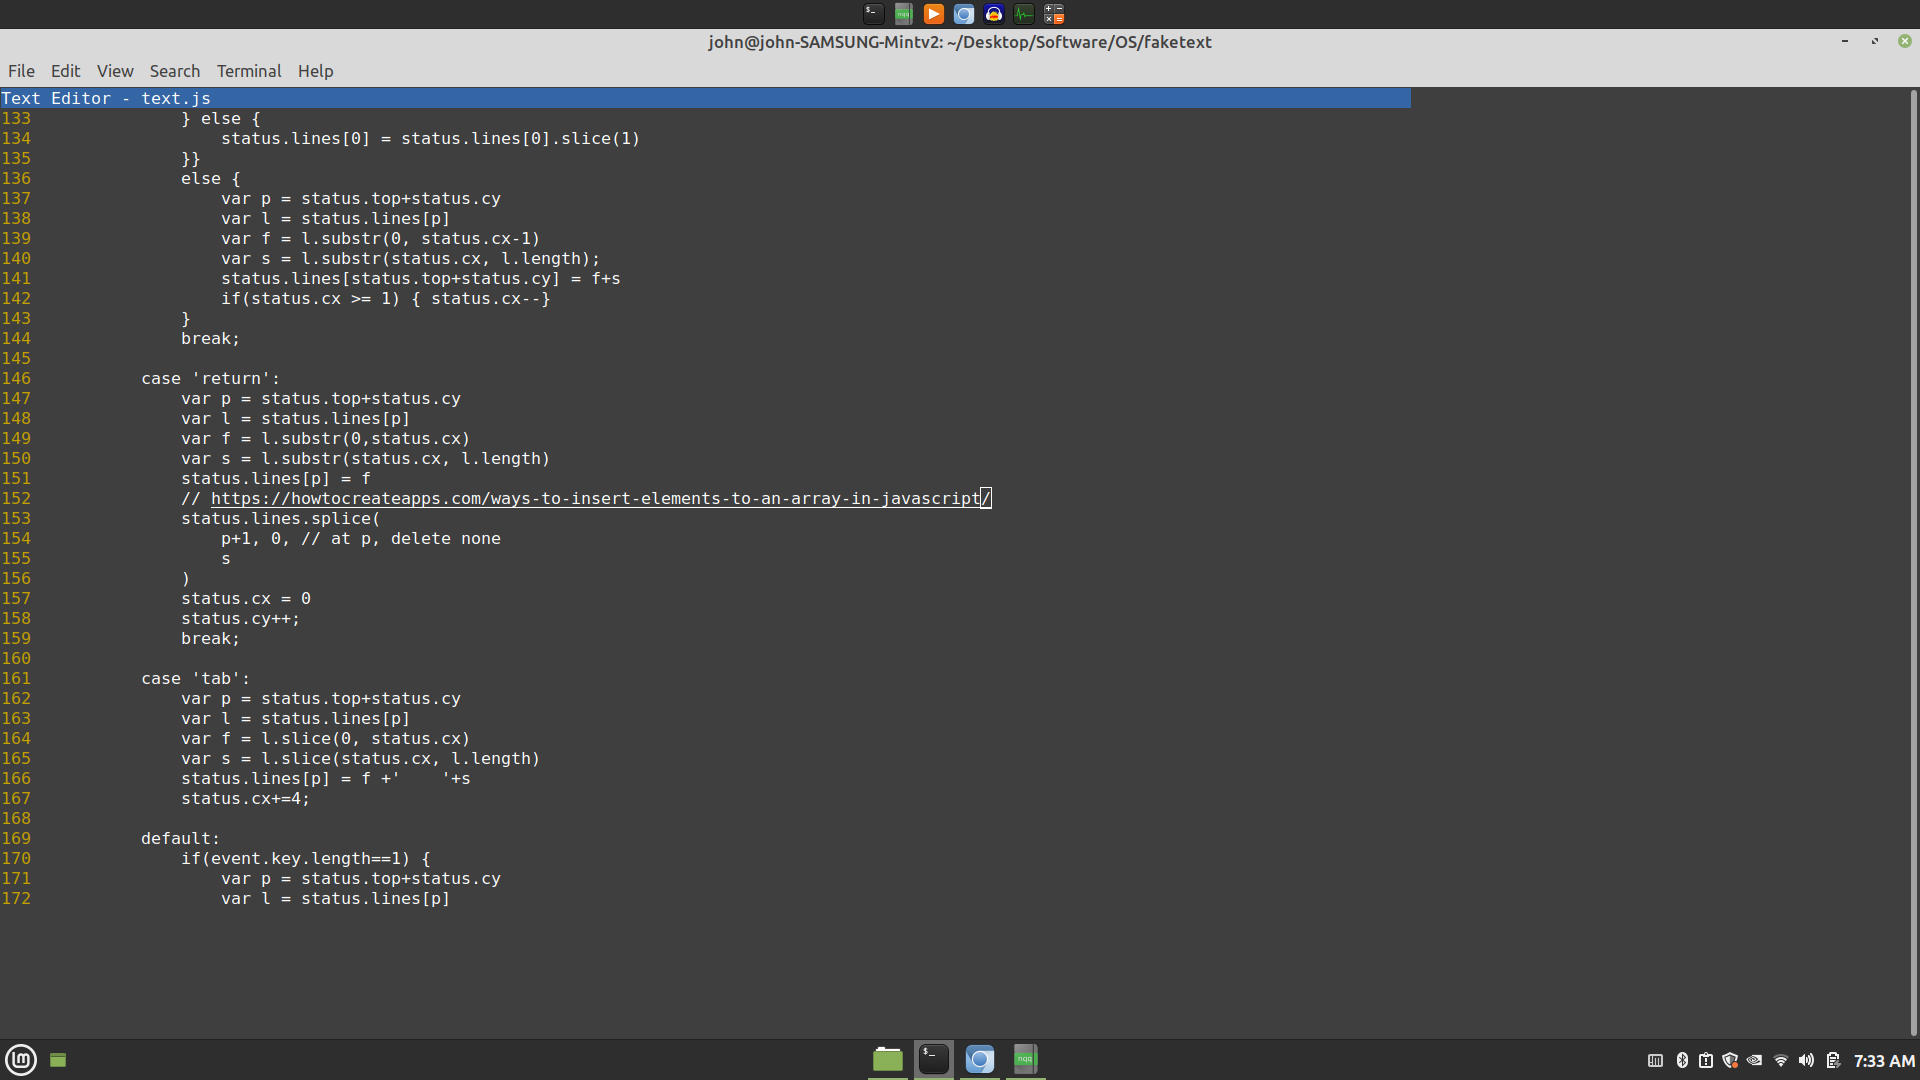 john@john-SAMSUNG-Mintv2: ~/Desktop/Software/OS/faketext
File Edit View Search Terminal Help
Text Editor - text.js
133               } else {
134                   status.lines[0] = status.lines[0].slice(1)
135               }}
136               else {
137                   var p = status.top+status.cy
138                   var l = status.lines[p]
139                   var f = l.substr(0, status.cx-1)
140                   var s = l.substr(status.cx, l.length);
141                   status.lines[status.top+status.cy] = f+s
142                   if(status.cx >= 1) { status.cx--}
143               }
144               break;
145
146           case 'return':
147               var p = status.top+status.cy
148               var l = status.lines[p]
149               var f = l.substr(0,status.cx)
150               var s = l.substr(status.cx, l.length)
151               status.lines[p] = f
152               // https://howtocreateapps.com/ways-to-insert-elements-to-an-array-in-javascript/
153               status.lines.splice(
154                   p+1, 0, // at p, delete none
155                   s
156               )
157               status.cx = 0
158               status.cy++;
159               break;
160
161           case 'tab':
162               var p = status.top+status.cy
163               var l = status.lines[p]
164               var f = l.slice(0, status.cx)
165               var s = l.slice(status.cx, l.length)
166               status.lines[p] = f +'    '+s
167               status.cx+=4;
168
169           default:
170               if(event.key.length==1) {
171                   var p = status.top+status.cy
172                   var l = status.lines[p]
7:33 AM